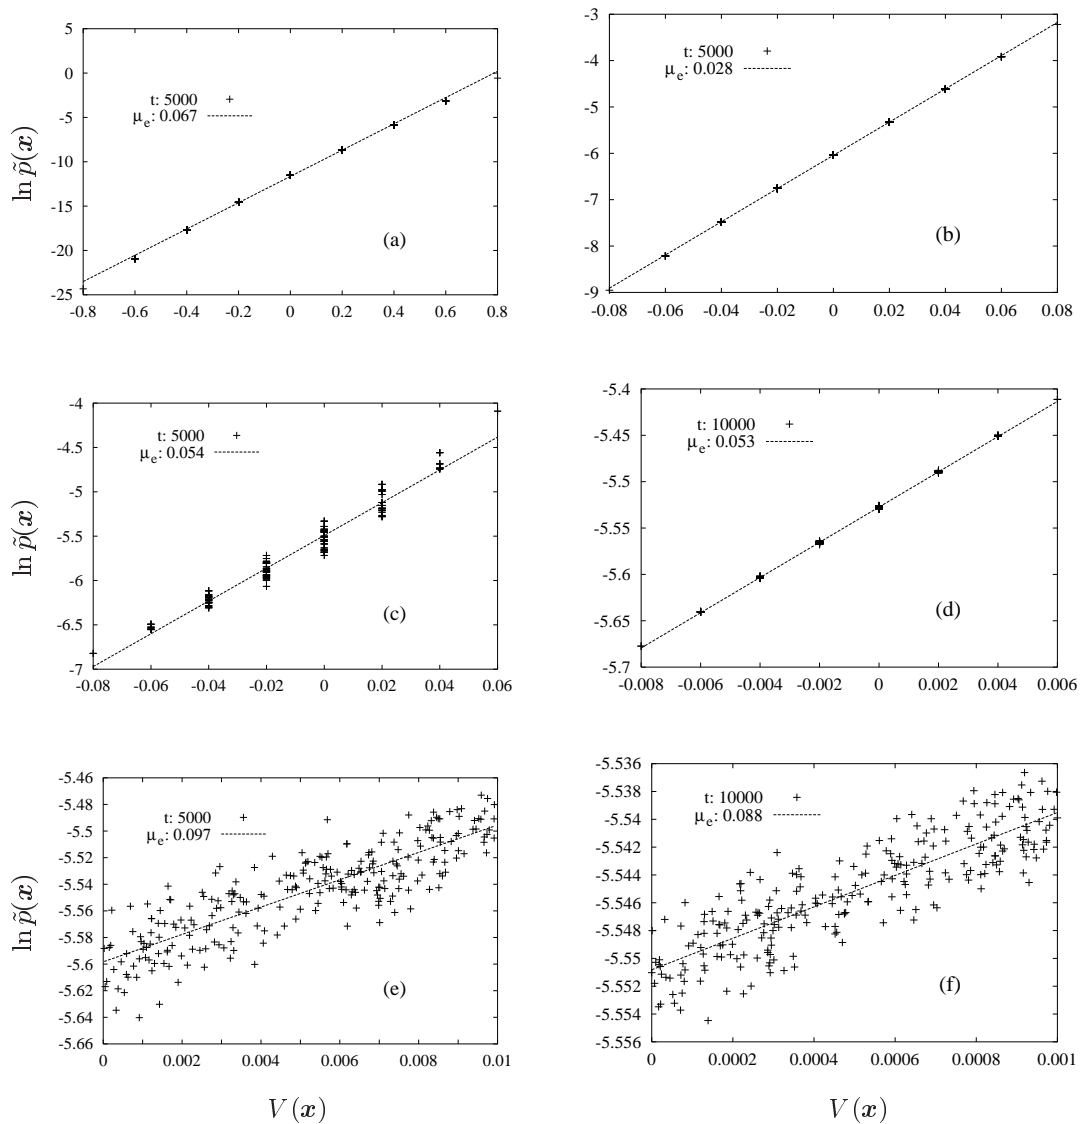 5
0
-5
-10
-15
-20
-25
-0.8 -0.6 -0.4 -0.2 0 0.2 0.4 0.6 0.8
ln p̃(x)
t: 5000
μe: 0.067
(a)
-3
-4
-5
-6
-7
-8
-9
-0.08 -0.06 -0.04 -0.02 0 0.02 0.04 0.06 0.08
t: 5000
μe: 0.028
(b)
-4
-4.5
-5
-5.5
-6
-6.5
-7
-0.08 -0.06 -0.04 -0.02 0 0.02 0.04 0.06
ln p̃(x)
t: 5000
μe: 0.054
(c)
-5.4
-5.45
-5.5
-5.55
-5.6
-5.65
-5.7
-0.008 -0.006 -0.004 -0.002 0 0.002 0.004 0.006
t: 10000
μe: 0.053
(d)
-5.46
-5.48
-5.5
-5.52
-5.54
-5.56
-5.58
-5.6
-5.62
-5.64
-5.66
0 0.002 0.004 0.006 0.008 0.01
ln p̃(x)
t: 5000
μe: 0.097
(e)
V(x)
-5.536
-5.538
-5.54
-5.542
-5.544
-5.546
-5.548
-5.55
-5.552
-5.554
-5.556
0 0.0002 0.0004 0.0006 0.0008 0.001
t: 10000
μe: 0.088
(f)
V(x)